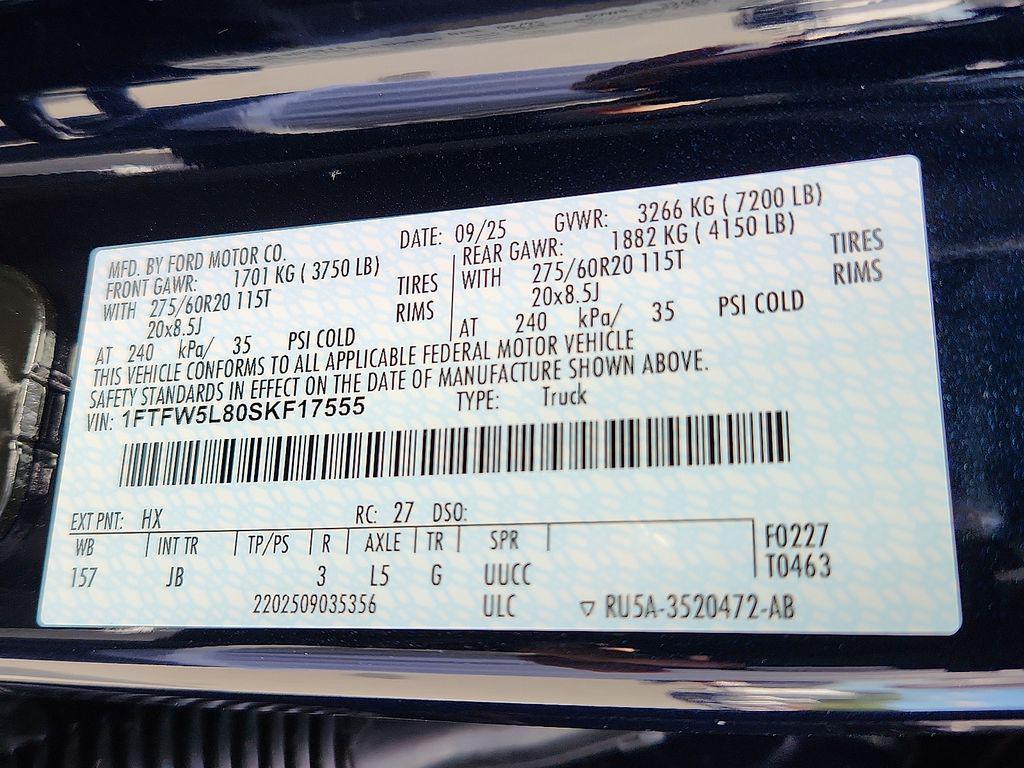 MFD. BY FORD MOTOR CO. DATE: 09/25 GVWR: 3266 KG ( 7200 LB)
FRONT GAWR: 1701 KG ( 3750 LB) REAR GAWR: 1882 KG ( 4150 LB)
WITH 275/60R20 115T TIRES WITH 275/60R20 115T TIRES
20x8.5J RIMS 20x8.5J RIMS
AT 240 kPa/ 35 PSI COLD AT 240 kPa/ 35 PSI COLD
THIS VEHICLE CONFORMS TO ALL APPLICABLE FEDERAL MOTOR VEHICLE
SAFETY STANDARDS IN EFFECT ON THE DATE OF MANUFACTURE SHOWN ABOVE.
VIN: 1FTFW5L80SKF17555 TYPE: Truck
EXT PNT: HX RC: 27 DSO:
WB INT TR TP/PS R AXLE TR SPR F0227
157 JB 3 L5 G UUCC T0463
2202509035356 ULC ▽ RU5A-3520472-AB